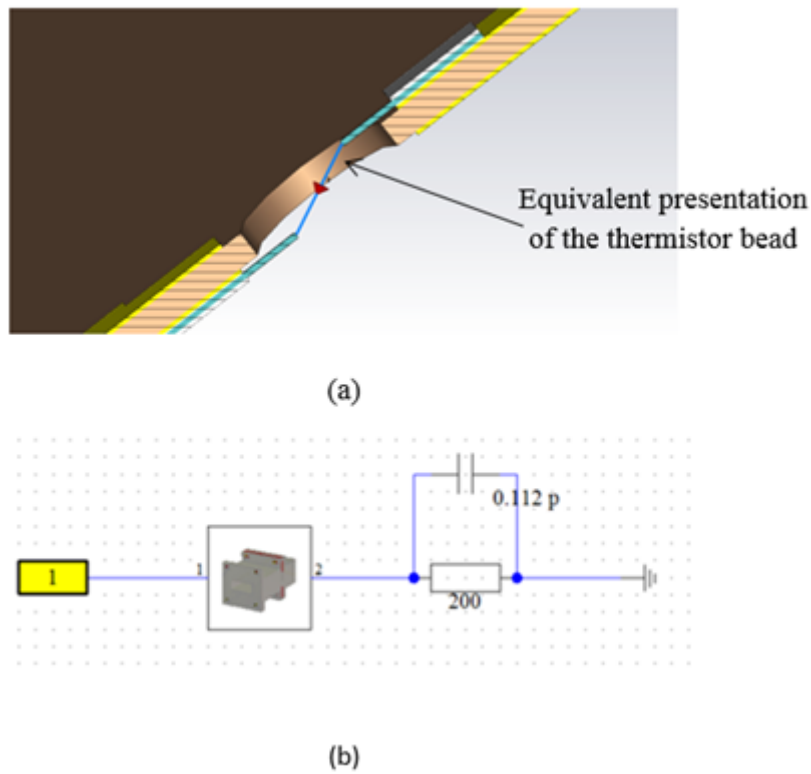 Equivalent presentation
of the thermistor bead
(a)
0.112 p
1
1
2
200
(b)